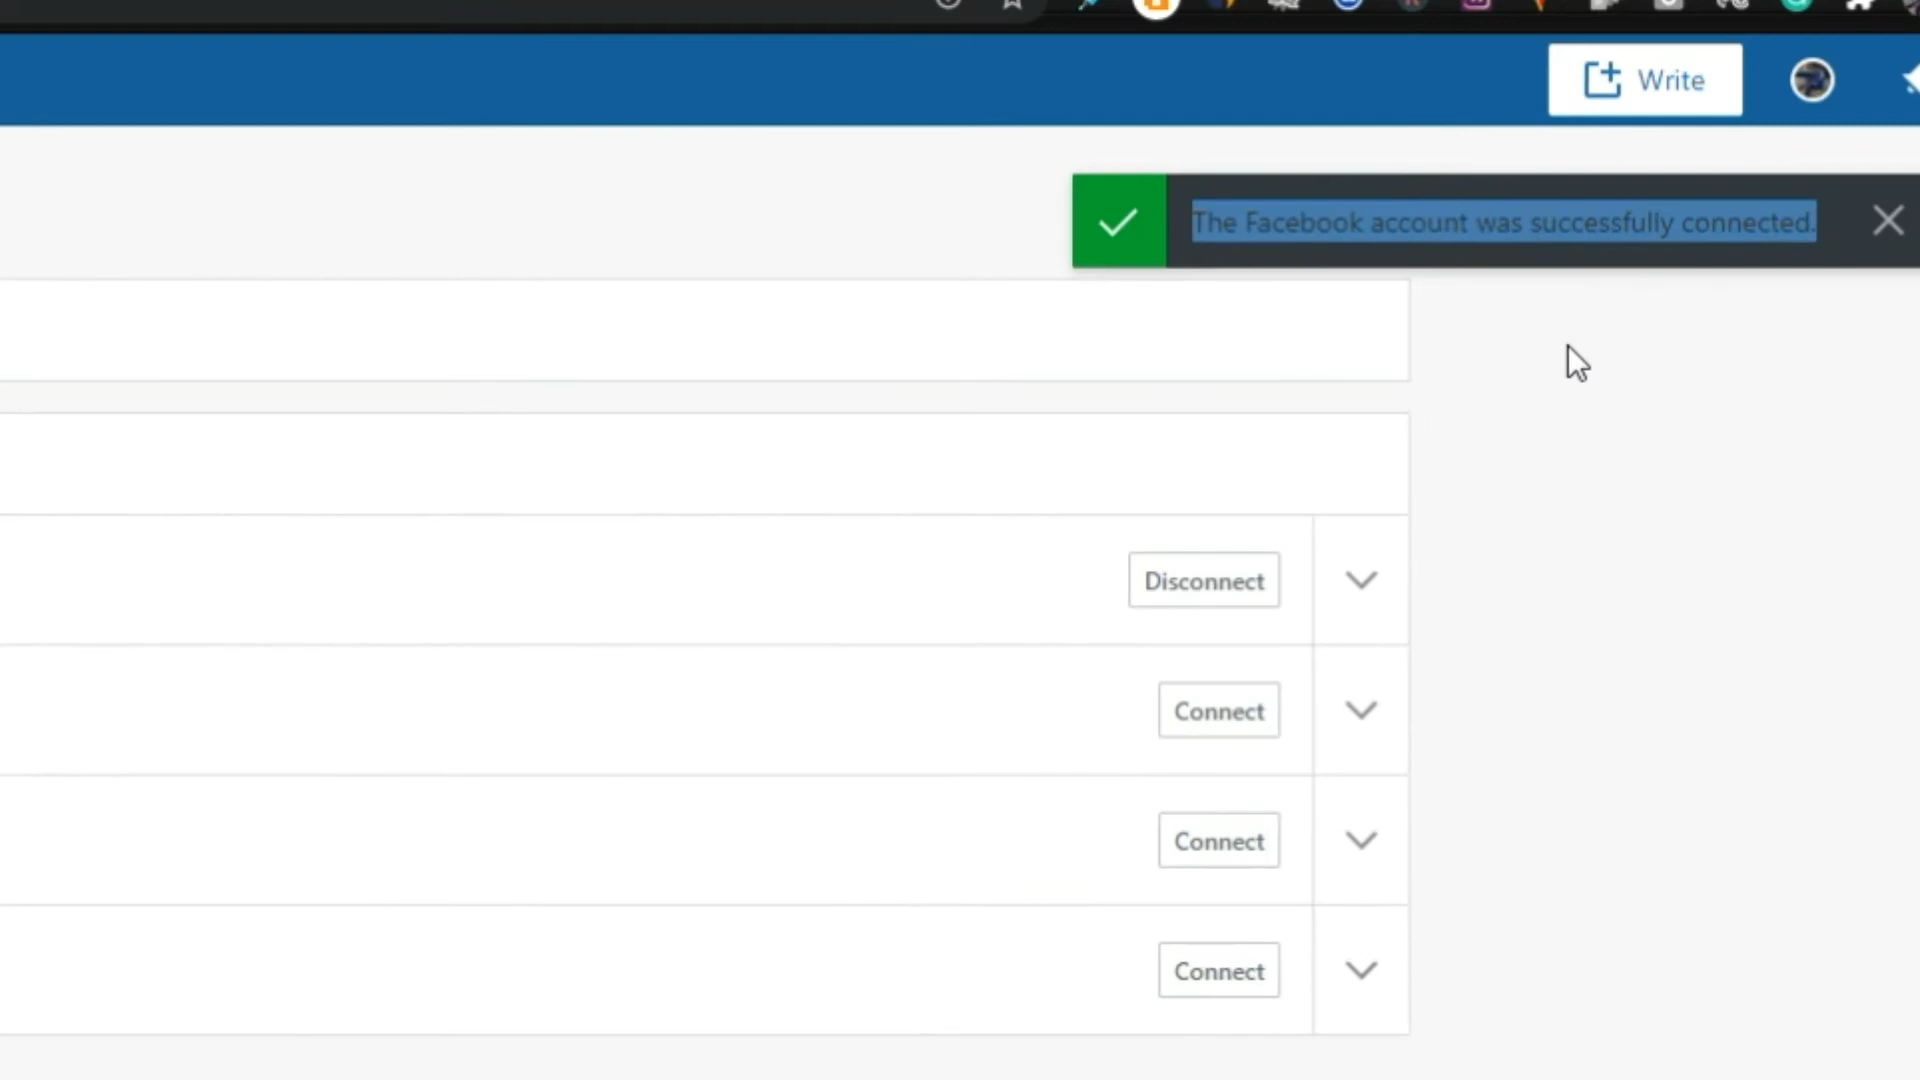 Write
The Facebook account was successfully connected.
Disconnect
Connect
Connect
Connect